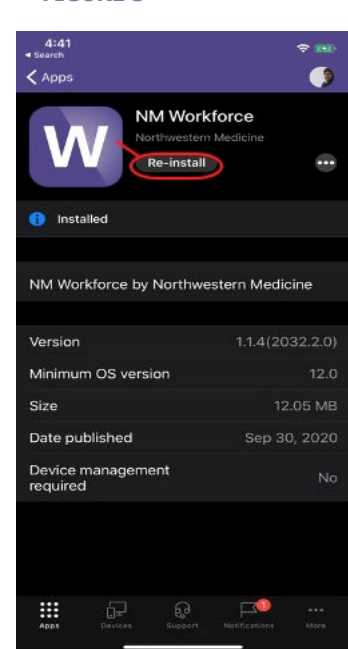 4:41
◄ Search
Apps
W
NM Workforce
Northwestern Medicine
Re-install
Installed
NM Workforce by Northwestern Medicine
Version 1.1.4(2032.2.0)
Minimum OS version 12.0
Size 12.05 MB
Date published Sep 30, 2020
Device management
required No
1
Apps Devices Support Notifications More